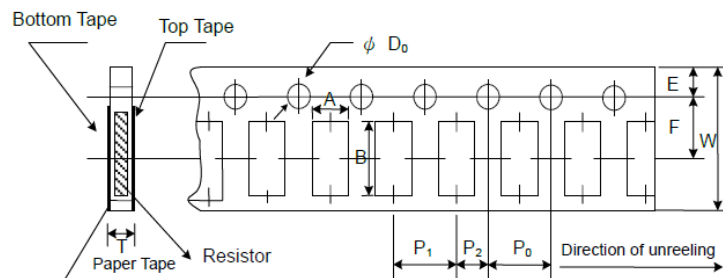 Bottom Tape
Top Tape
ϕ D₀
E
A
F
W
B
T
Resistor
Paper Tape
P₁
P₂
P₀
Direction of unreeling